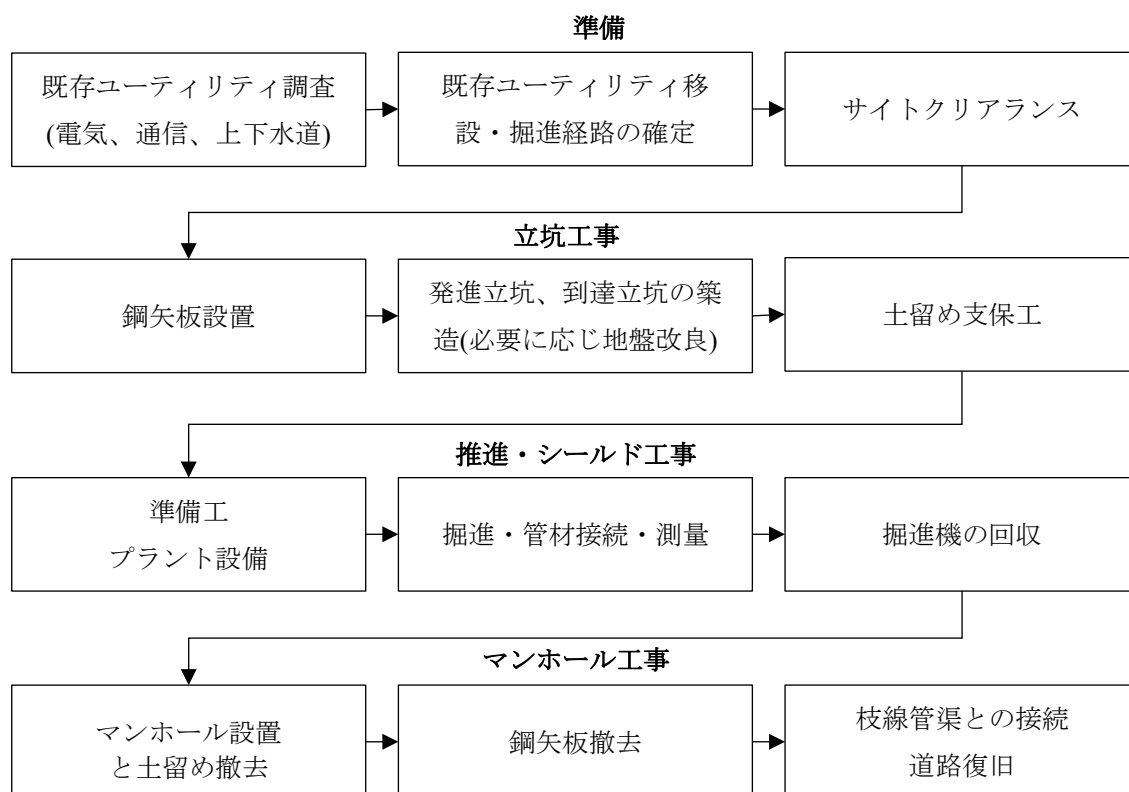 準備
既存ユーティリティ調査
(電気、通信、上下水道)
既存ユーティリティ移
設・掘進経路の確定
サイトクリアランス
立坑工事
鋼矢板設置
発進立坑、到達立坑の築
造(必要に応じ地盤改良)
土留め支保工
推進・シールド工事
準備工
プラント設備
掘進・管材接続・測量
掘進機の回収
マンホール工事
マンホール設置
と土留め撤去
鋼矢板撤去
枝線管渠との接続
道路復旧